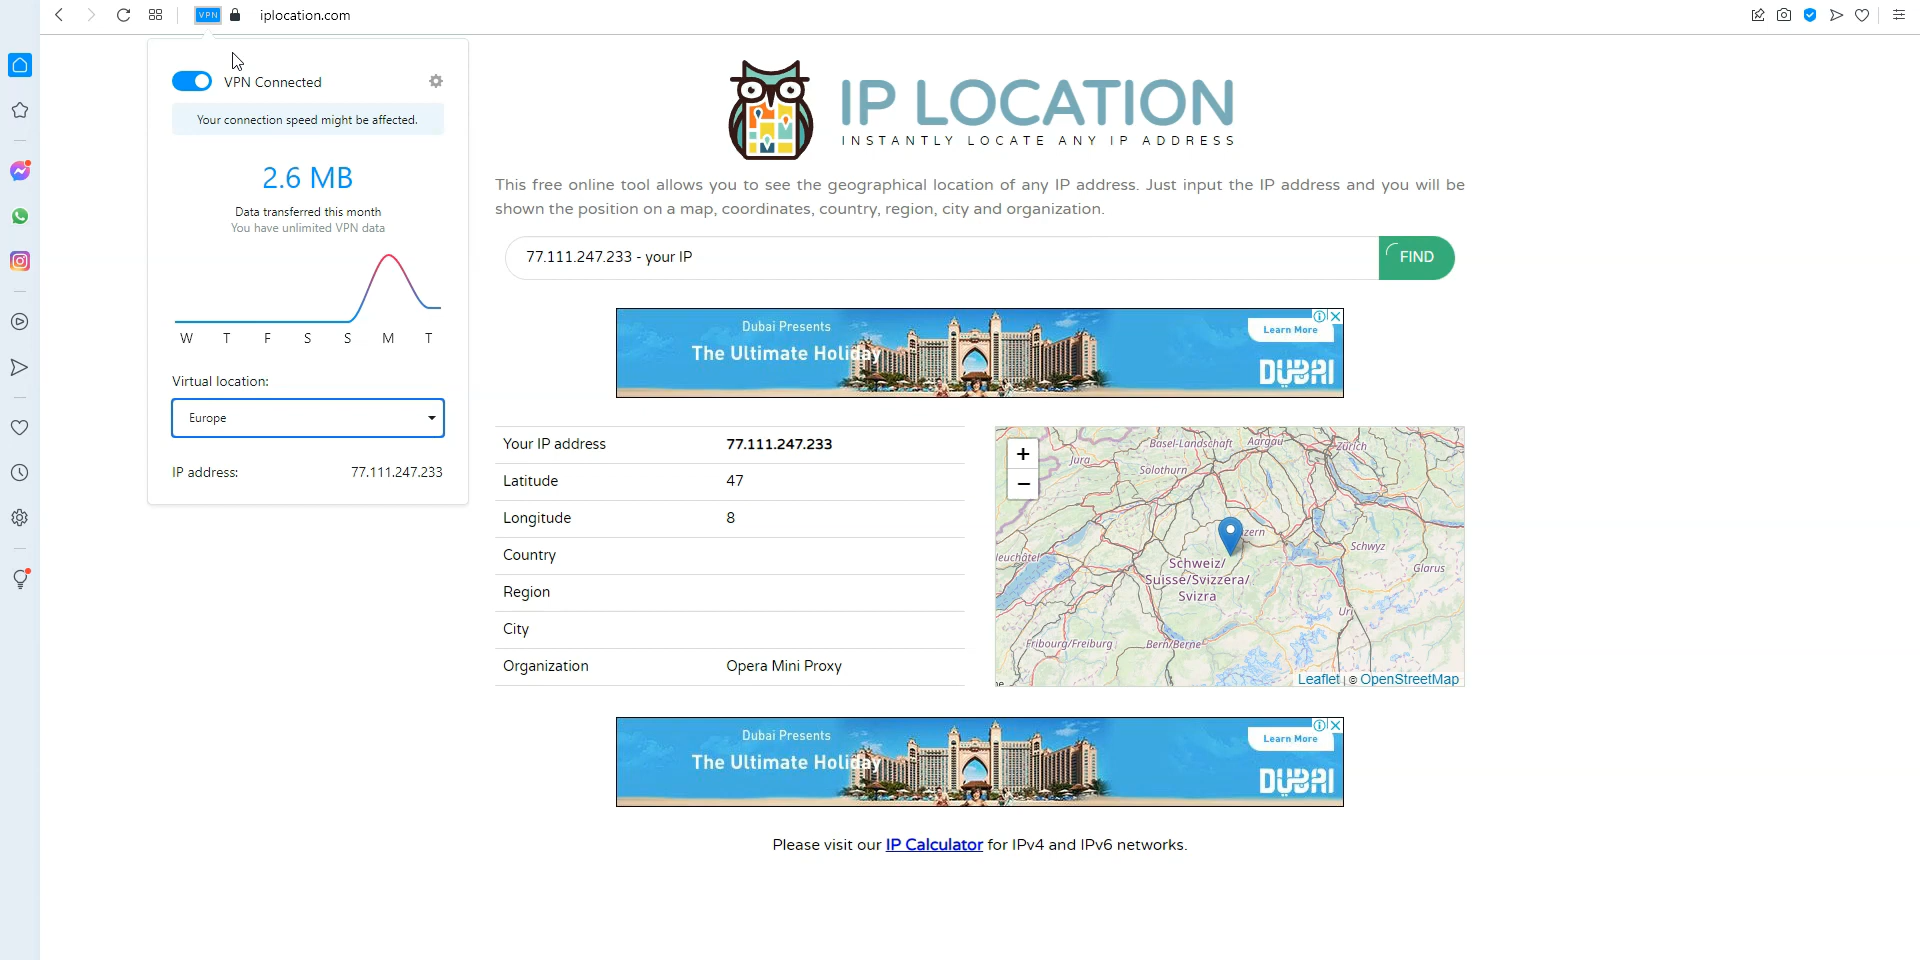 VPN
iplocation.com
VPN Connected
Your connection speed might be affected.
2.6 MB
Data transferred this month
You have unlimited VPN data
W T F S S M T
Virtual location:
Europe
IP address: 77.111.247.233
IP LOCATION
INSTANTLY LOCATE ANY IP ADDRESS
This free online tool allows you to see the geographical location of any IP address. Just input the IP address and you will be
shown the position on a map, coordinates, country, region, city and organization.
77.111.247.233 - your IP
FIND
Dubai Presents
The Ultimate Holiday
Learn More
DUBAI
Your IP address 77.111.247.233
Latitude 47
Longitude 8
Country
Region
City
Organization Opera Mini Proxy
+
−
Basel-Landschaft
Aargau
Zürich
Jura
Solothurn
zern
euchâtel
Schweiz/
Suisse/Svizzera/
Svizra
Schwyz
Glarus
Uri
Fribourg/Freiburg
Bern/Berne
Leaflet | © OpenStreetMap
Dubai Presents
The Ultimate Holiday
Learn More
DUBAI
Please visit our IP Calculator for IPv4 and IPv6 networks.